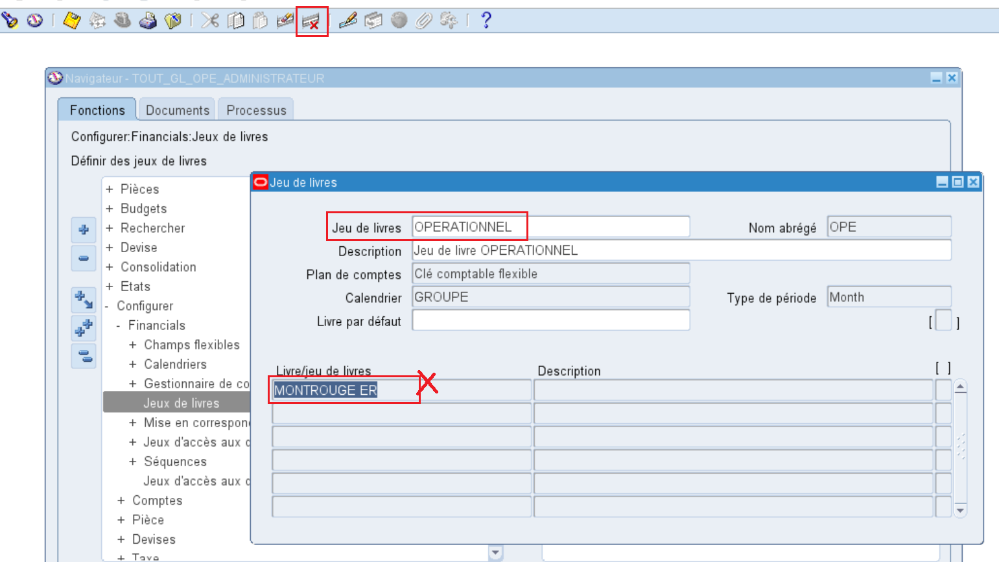 ?
Navigateur - TOUT_GL_OPE_ADMINISTRATEUR
Fonctions Documents Processus
Configurer:Financials:Jeux de livres
Définir des jeux de livres
+ Pièces
+ Budgets
+ Rechercher
+ Devise
+ Consolidation
+ Etats
- Configurer
- Financials
+ Champs flexibles
+ Calendriers
+ Gestionnaire de co
Jeux de livres
+ Mise en correspon
+ Jeux d'accès aux d
+ Séquences
Jeux d'accès aux d
+ Comptes
+ Pièce
+ Devises
+ Taxe
Jeu de livres
Jeu de livres OPERATIONNEL Nom abrégé OPE
Description Jeu de livre OPERATIONNEL
Plan de comptes Clé comptable flexible
Calendrier GROUPE Type de période Month
Livre par défaut [ ]
Livre/jeu de livres Description [ ]
MONTROUGE ER